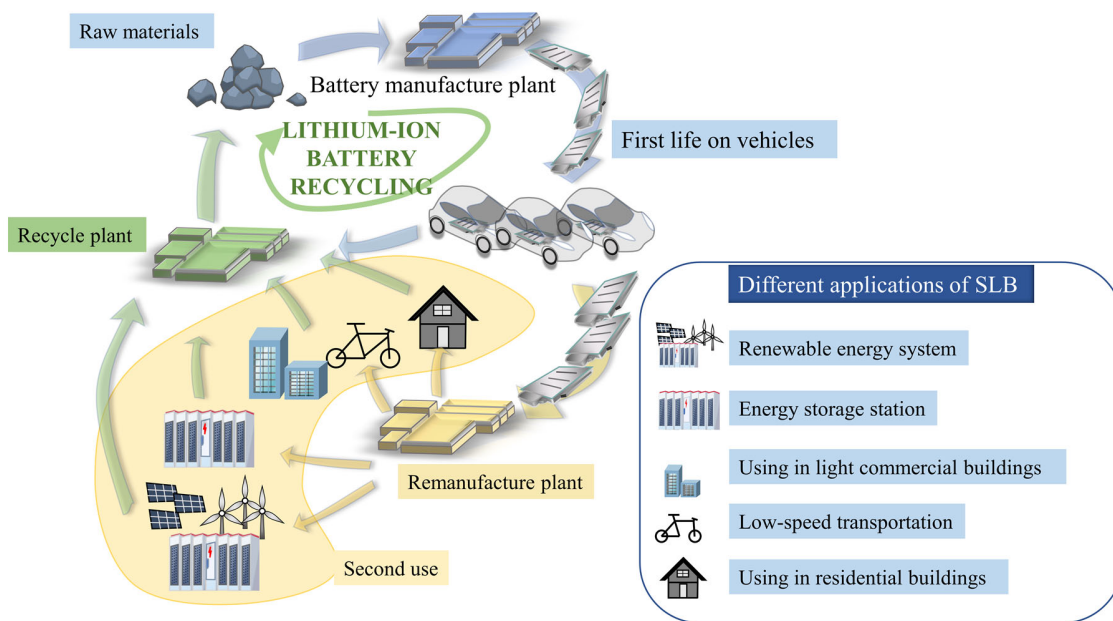 Raw materials
Battery manufacture plant
LITHIUM-ION
BATTERY
RECYCLING
First life on vehicles
Recycle plant
Remanufacture plant
Second use
Different applications of SLB
Renewable energy system
Energy storage station
Using in light commercial buildings
Low-speed transportation
Using in residential buildings